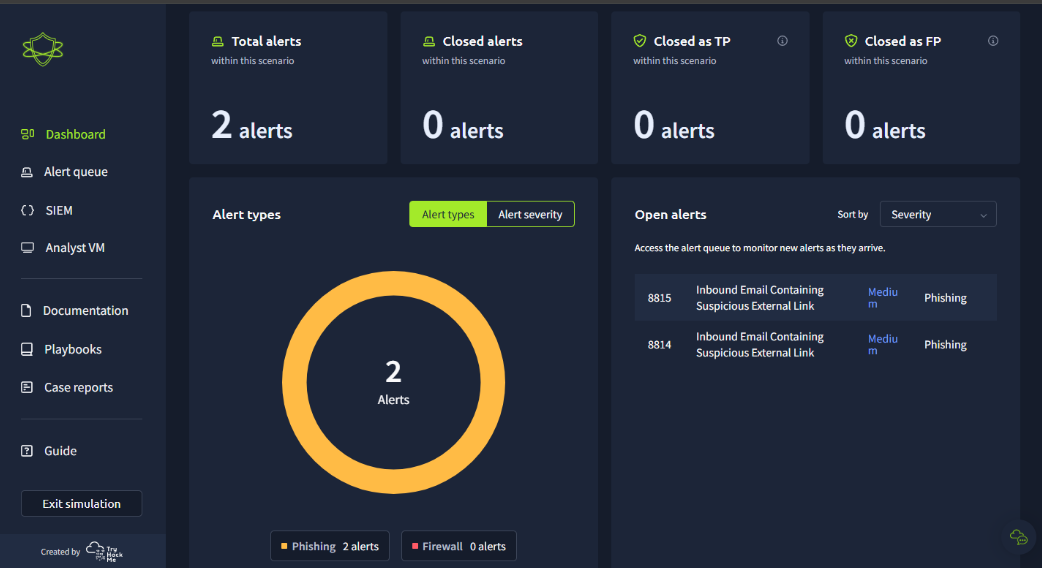 Total alerts
within this scenario
2 alerts
Closed alerts
within this scenario
0 alerts
Closed as TP
within this scenario
0 alerts
Closed as FP
within this scenario
0 alerts
Dashboard
Alert queue
SIEM
Analyst VM
Documentation
Playbooks
Case reports
Guide
Exit simulation
Created by
Try
Hack
Me
Alert types
Alert types
Alert severity
2
Alerts
Phishing 2 alerts
Firewall 0 alerts
Open alerts
Sort by
Severity
Access the alert queue to monitor new alerts as they arrive.
8815
Inbound Email Containing
Suspicious External Link
Mediu
m
Phishing
8814
Inbound Email Containing
Suspicious External Link
Mediu
m
Phishing